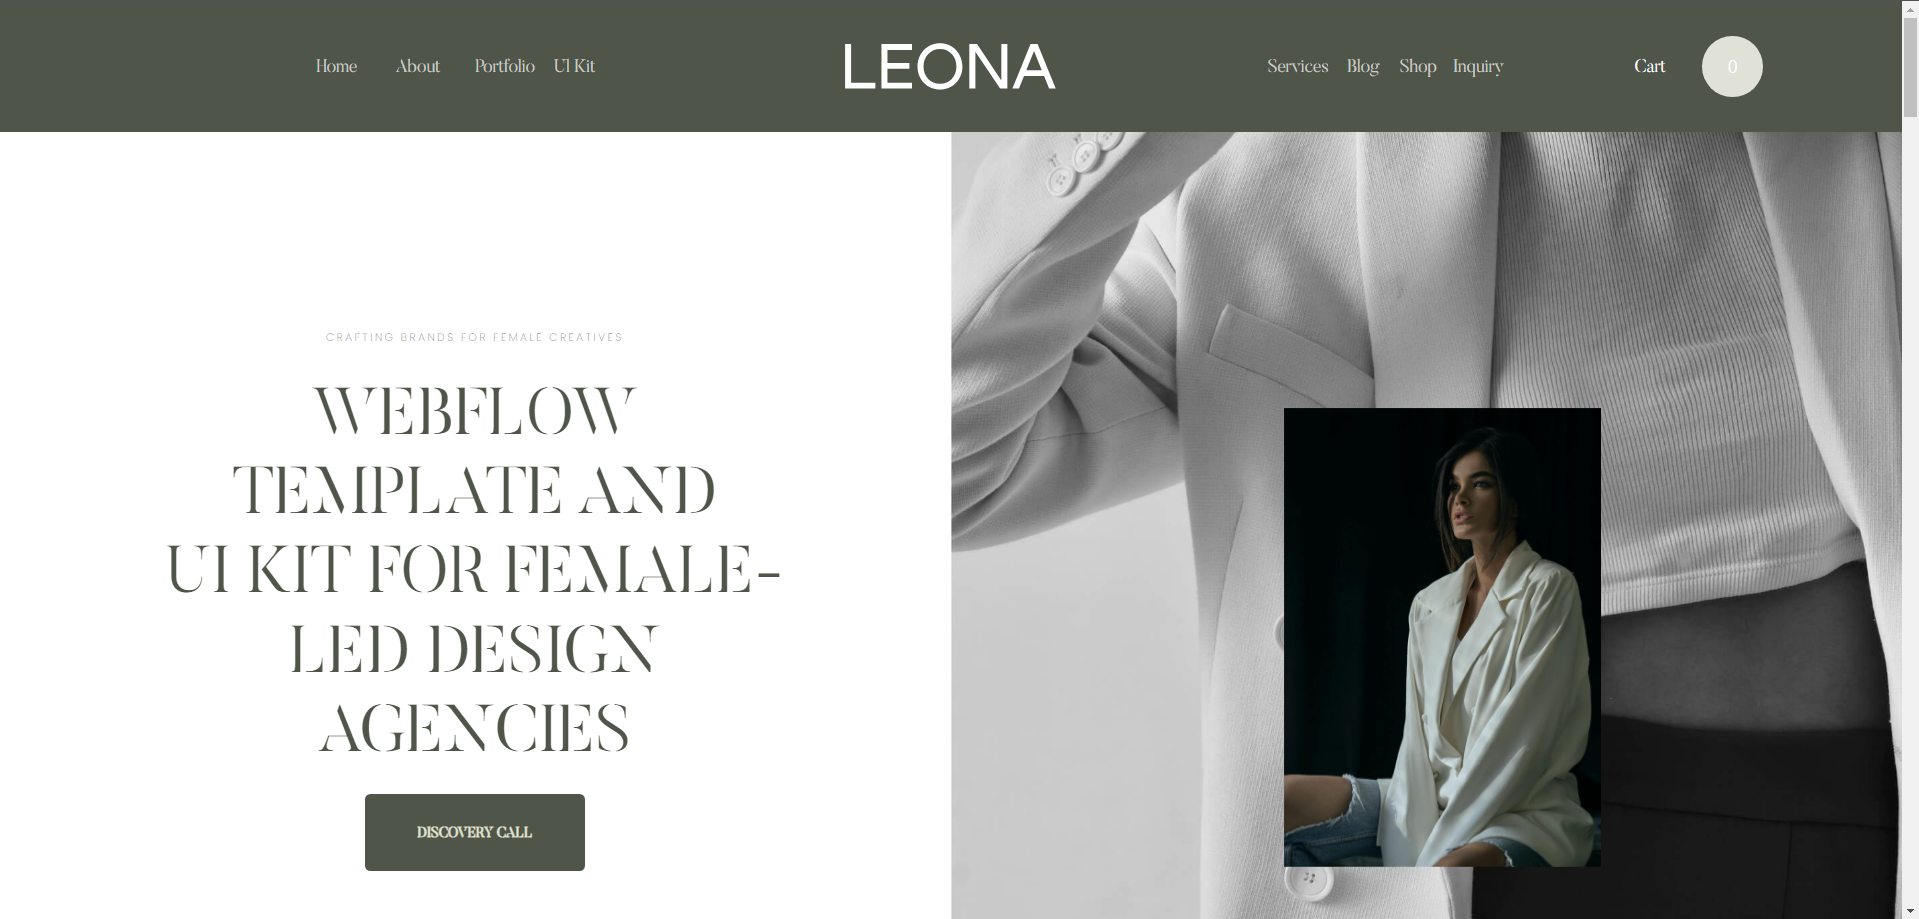 Home About Portfolio UI Kit LEONA Services Blog Shop Inquiry Cart 0
CRAFTING BRANDS FOR FEMALE CREATIVES
WEBFLOW
TEMPLATE AND
UI KIT FOR FEMALE-
LED DESIGN
AGENCIES
DISCOVERY CALL